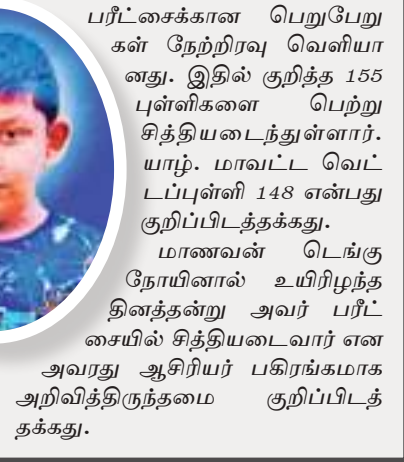 பரீட்சைக்கான பெறுபேறு
கள் நேற்றிரவு வெளியா
னது. இதில் குறித்த 155
புள்ளிகளை பெற்று
சித்தியடைந்துள்ளார்.
யாழ். மாவட்ட வெட்
டப்புள்ளி 148 என்பது
குறிப்பிடத்தக்கது.
மாணவன் டெங்கு
நோயினால் உயிரிழந்த
தினத்தன்று அவர் பரீட்
சையில் சித்தியடைவார் என
அவரது ஆசிரியர் பகிரங்கமாக
அறிவித்திருந்தமை குறிப்பிடத்
தக்கது.